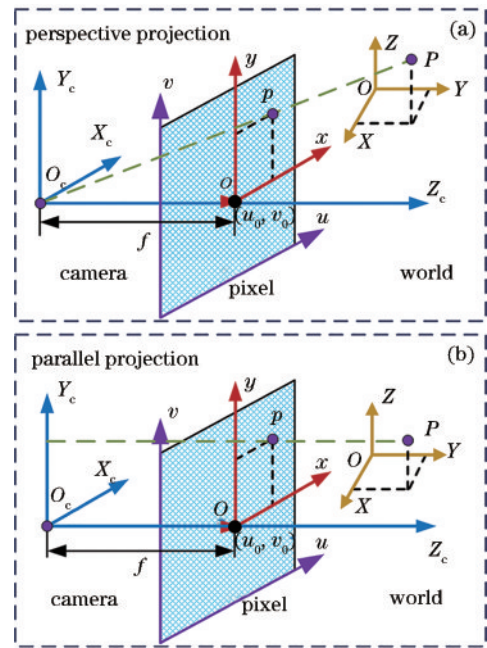 perspective projection
(a)
Y_c
v
y
Z
P
p
O
Y
X_c
x
X
O_c
o
Z_c
(u_0, v_0)
f
u
camera
pixel
world
parallel projection
(b)
Y_c
v
y
Z
p
P
O
Y
X_c
x
X
O_c
O
(u_0, v_0)
Z_c
f
u
camera
pixel
world